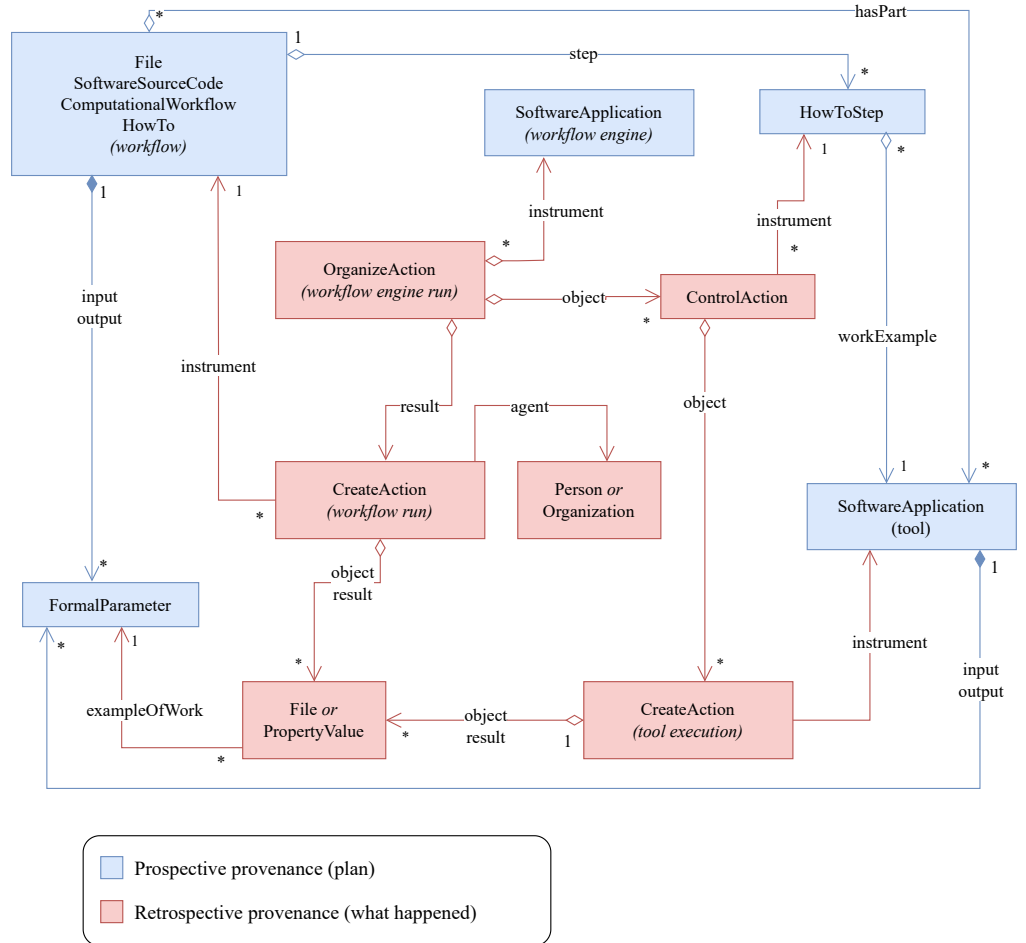 *
hasPart
1
step
*
File
SoftwareSourceCode
ComputationalWorkflow
HowTo
(workflow)
SoftwareApplication
(workflow engine)
HowToStep
1
1
1
*
instrument
instrument
*
*
OrganizeAction
(workflow engine run)
object
ControlAction
*
input
output
workExample
instrument
result
agent
object
1
*
CreateAction
(workflow run)
Person or
Organization
SoftwareApplication
(tool)
*
*
1
object
result
FormalParameter
*
1
instrument
*
*
input
output
File or
PropertyValue
CreateAction
(tool execution)
exampleOfWork
object
result
*
1
*
Prospective provenance (plan)
Retrospective provenance (what happened)